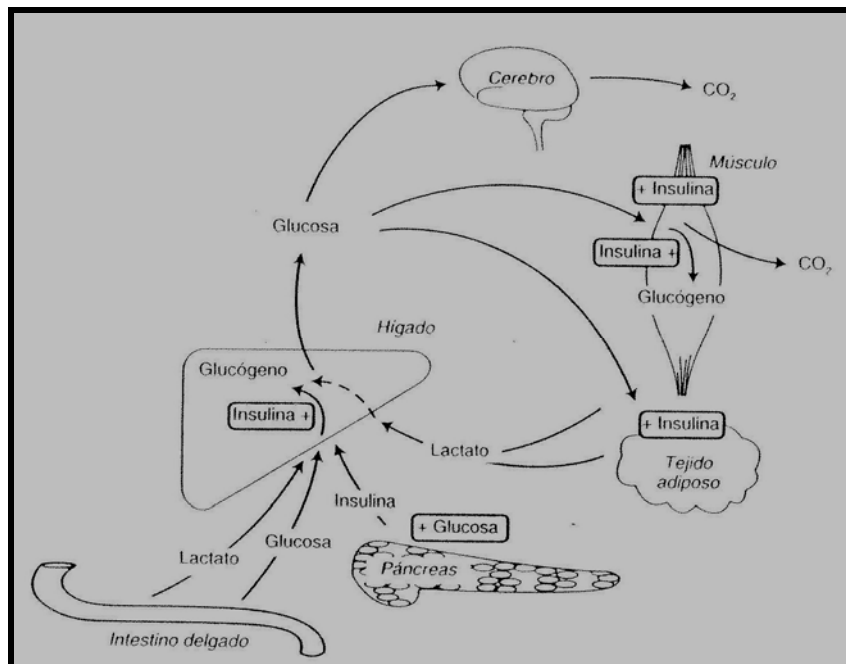 Cerebro
CO₂
Músculo
+ Insulina
Glucosa
Insulina +
CO₂
Glucógeno
Hígado
Glucógeno
Insulina +
+ Insulina
Lactato
Tejido
adiposo
Insulina
+ Glucosa
Glucosa
Lactato
Páncreas
Intestino delgado